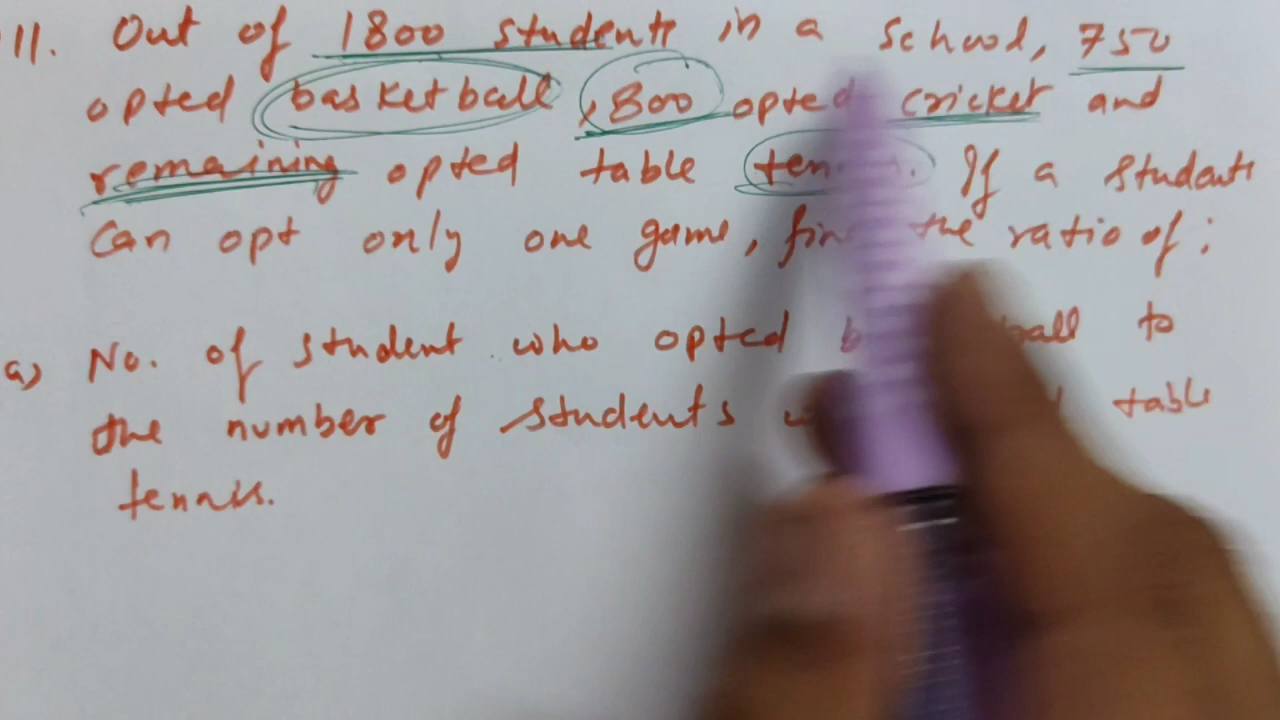 11. Out of 1800 students in a school, 750
opted basketball, 800 opted cricket and
remaining opted table. If a student
can opt only one game, the ratio of:
a) No. of student who opted to
the number of students table
tennis.